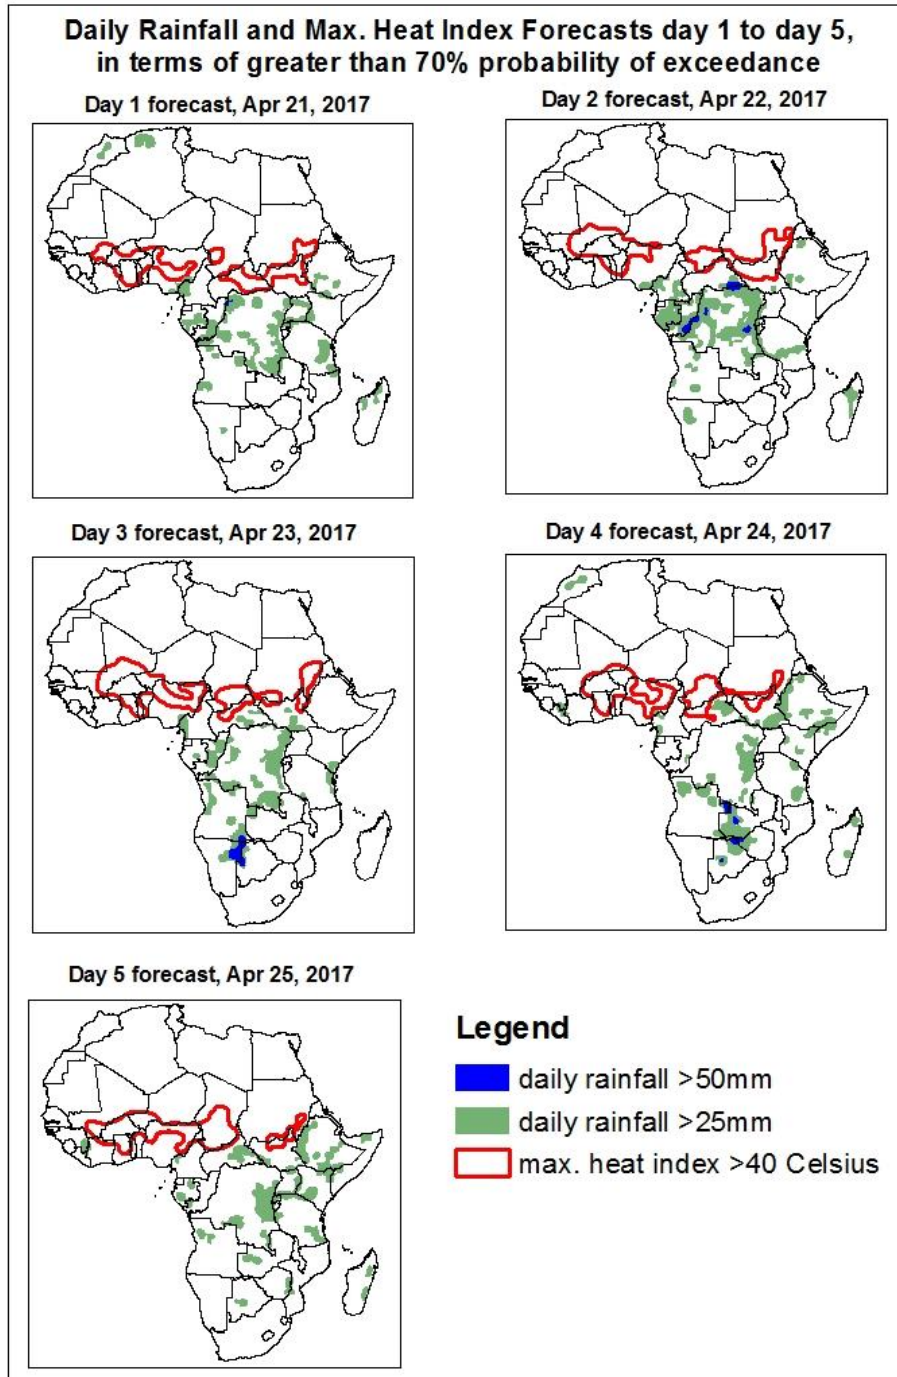 Daily Rainfall and Max. Heat Index Forecasts day 1 to day 5,
in terms of greater than 70% probability of exceedance
Day 1 forecast, Apr 21, 2017
Day 2 forecast, Apr 22, 2017
Day 3 forecast, Apr 23, 2017
Day 4 forecast, Apr 24, 2017
Day 5 forecast, Apr 25, 2017
Legend
daily rainfall >50mm
daily rainfall >25mm
max. heat index >40 Celsius